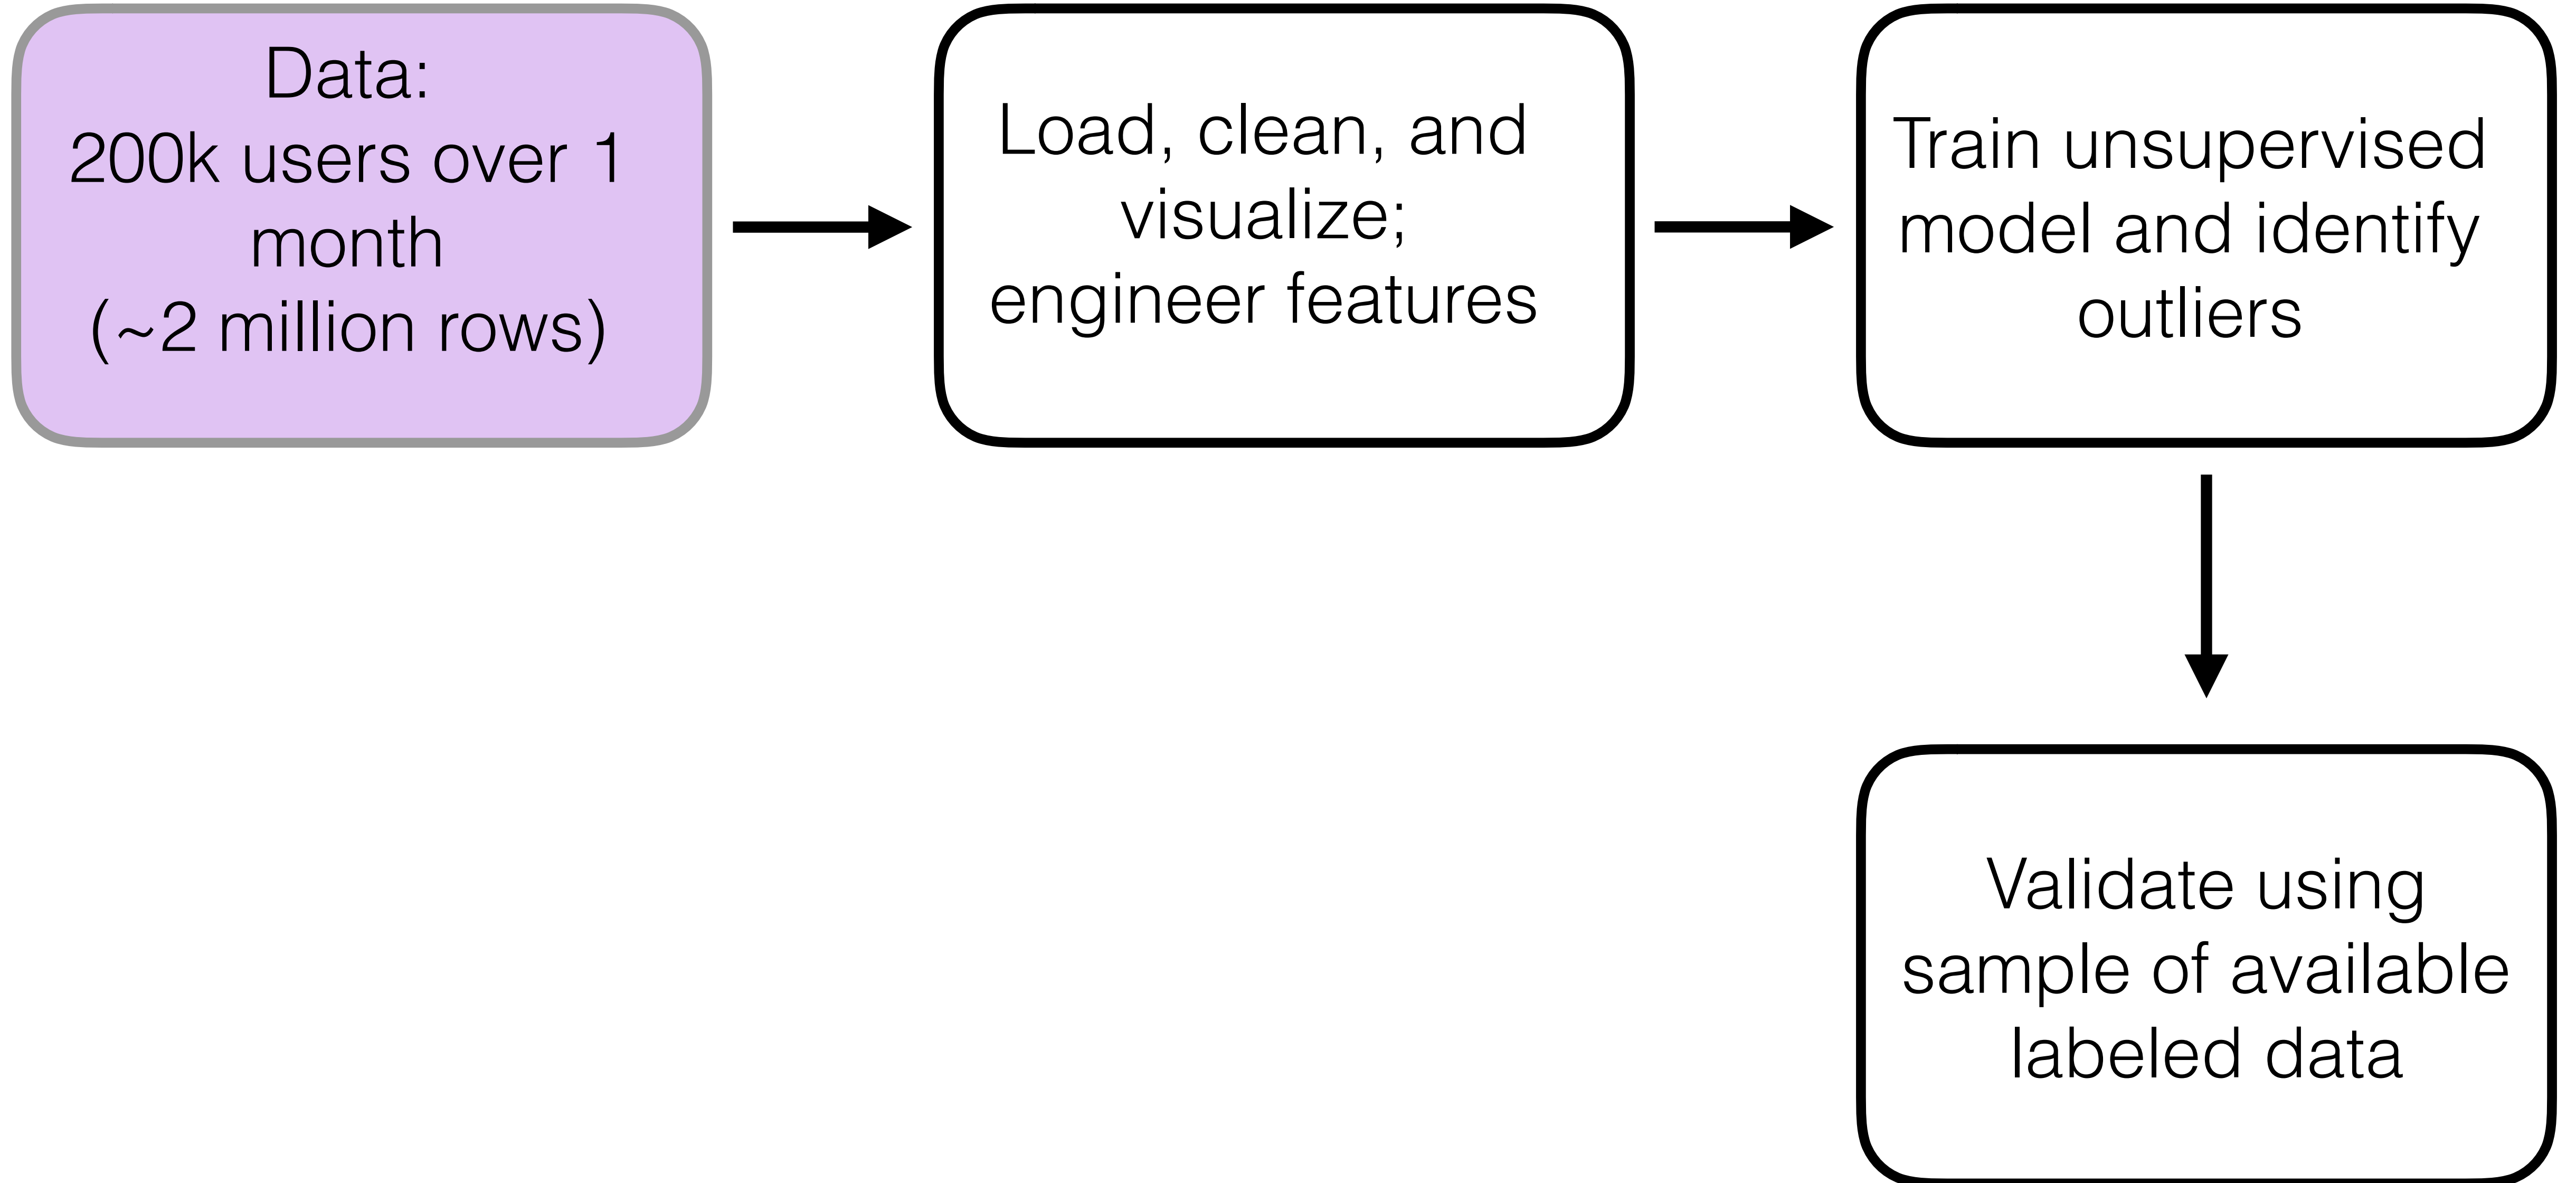 Data:
200k users over 1
month
(~2 million rows)
Load, clean, and
visualize;
engineer features
Train unsupervised
model and identify
outliers
Validate using
sample of available
labeled data